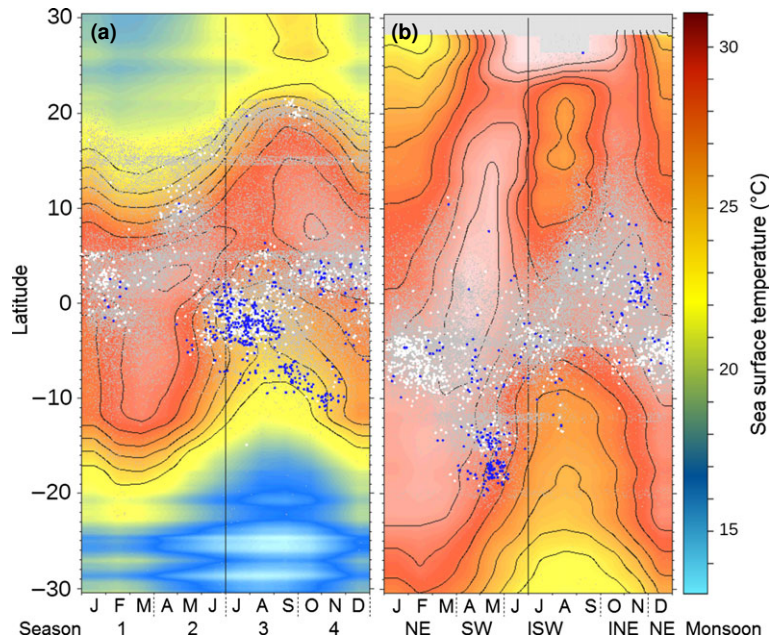 (a) (b)
30
20
10
0
−10
−20
−30
Latitude
30
25
20
15
Sea surface temperature (°C)
J F M A M J J A S O N D J F M A M J J A S O N D
Season 1 2 3 4 NE SW ISW INE NE Monsoon